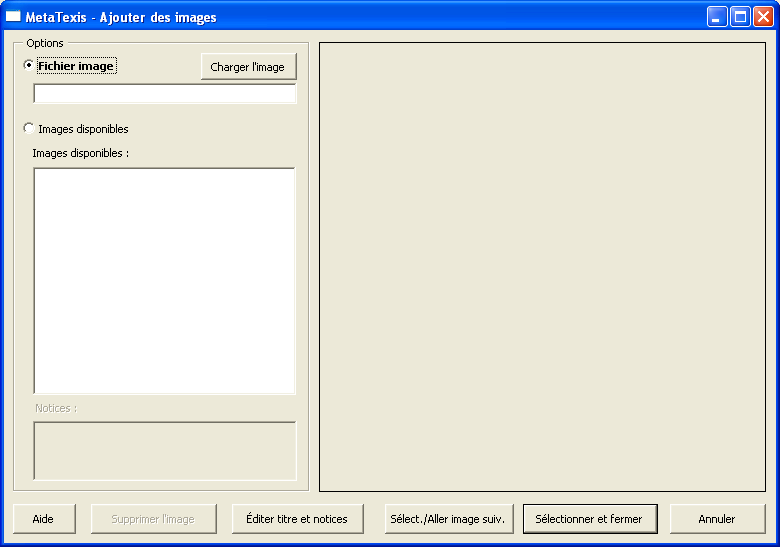 MetaTexis - Ajouter des images
Options
Fichier image
Charger l'image
Images disponibles
Images disponibles :
Notices :
Aide
Supprimer l'image
Éditer titre et notices
Sélect./Aller image suiv.
Sélectionner et fermer
Annuler